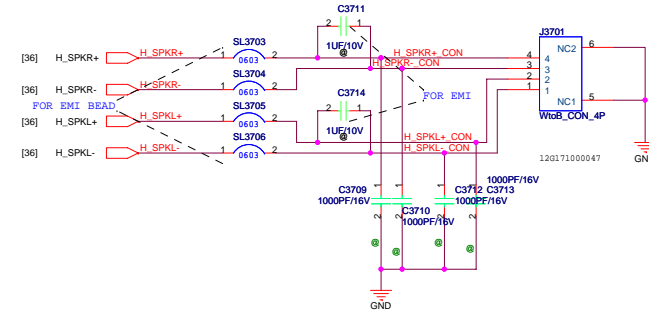 C3711
2 1
1UF/10V
@
J3701
NC2 6
4 4
3 3
2 2
1 1
NC1 5
WtoB_CON_4P
12G171000047
GN
[36] H_SPKR+ H_SPKR+ 1 SL3703 2 0603 H_SPKR+_CON
[36] H_SPKR- H_SPKR- 1 SL3704 2 0603 H_SPKR-_CON
FOR EMI BEAD
FOR EMI
[36] H_SPKL+ H_SPKL+ 1 SL3705 2 0603 H_SPKL+_CON
[36] H_SPKL- H_SPKL- 1 SL3706 2 0603 H_SPKL-_CON
C3714
2 1
1UF/10V
@
1000PF/16V
1 1 1 1
C3709 C3712 C3713
1000PF/16V 1000PF/16V
C3710
1000PF/16V
2 2 2 2
@ @ @ @
GND